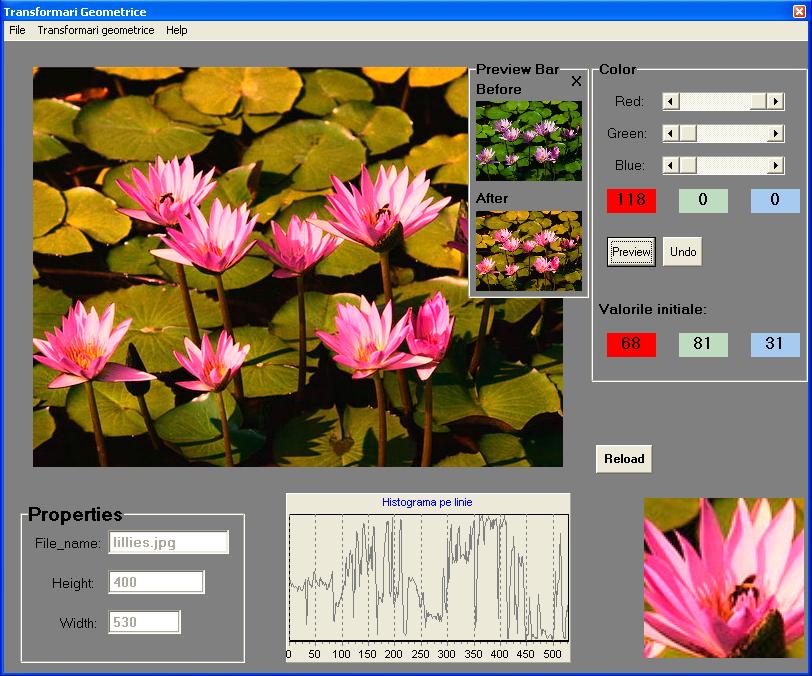 Transformari Geometrice
File Transformari geometrice Help
Preview Bar
X
Before
After
Color
Red:
Green:
Blue:
118 0 0
Preview Undo
Valorile initiale:
68 81 31
Reload
Properties
File_name: lillies.jpg
Height: 400
Width: 530
Histograma pe linie
0 50 100 150 200 250 300 350 400 450 500